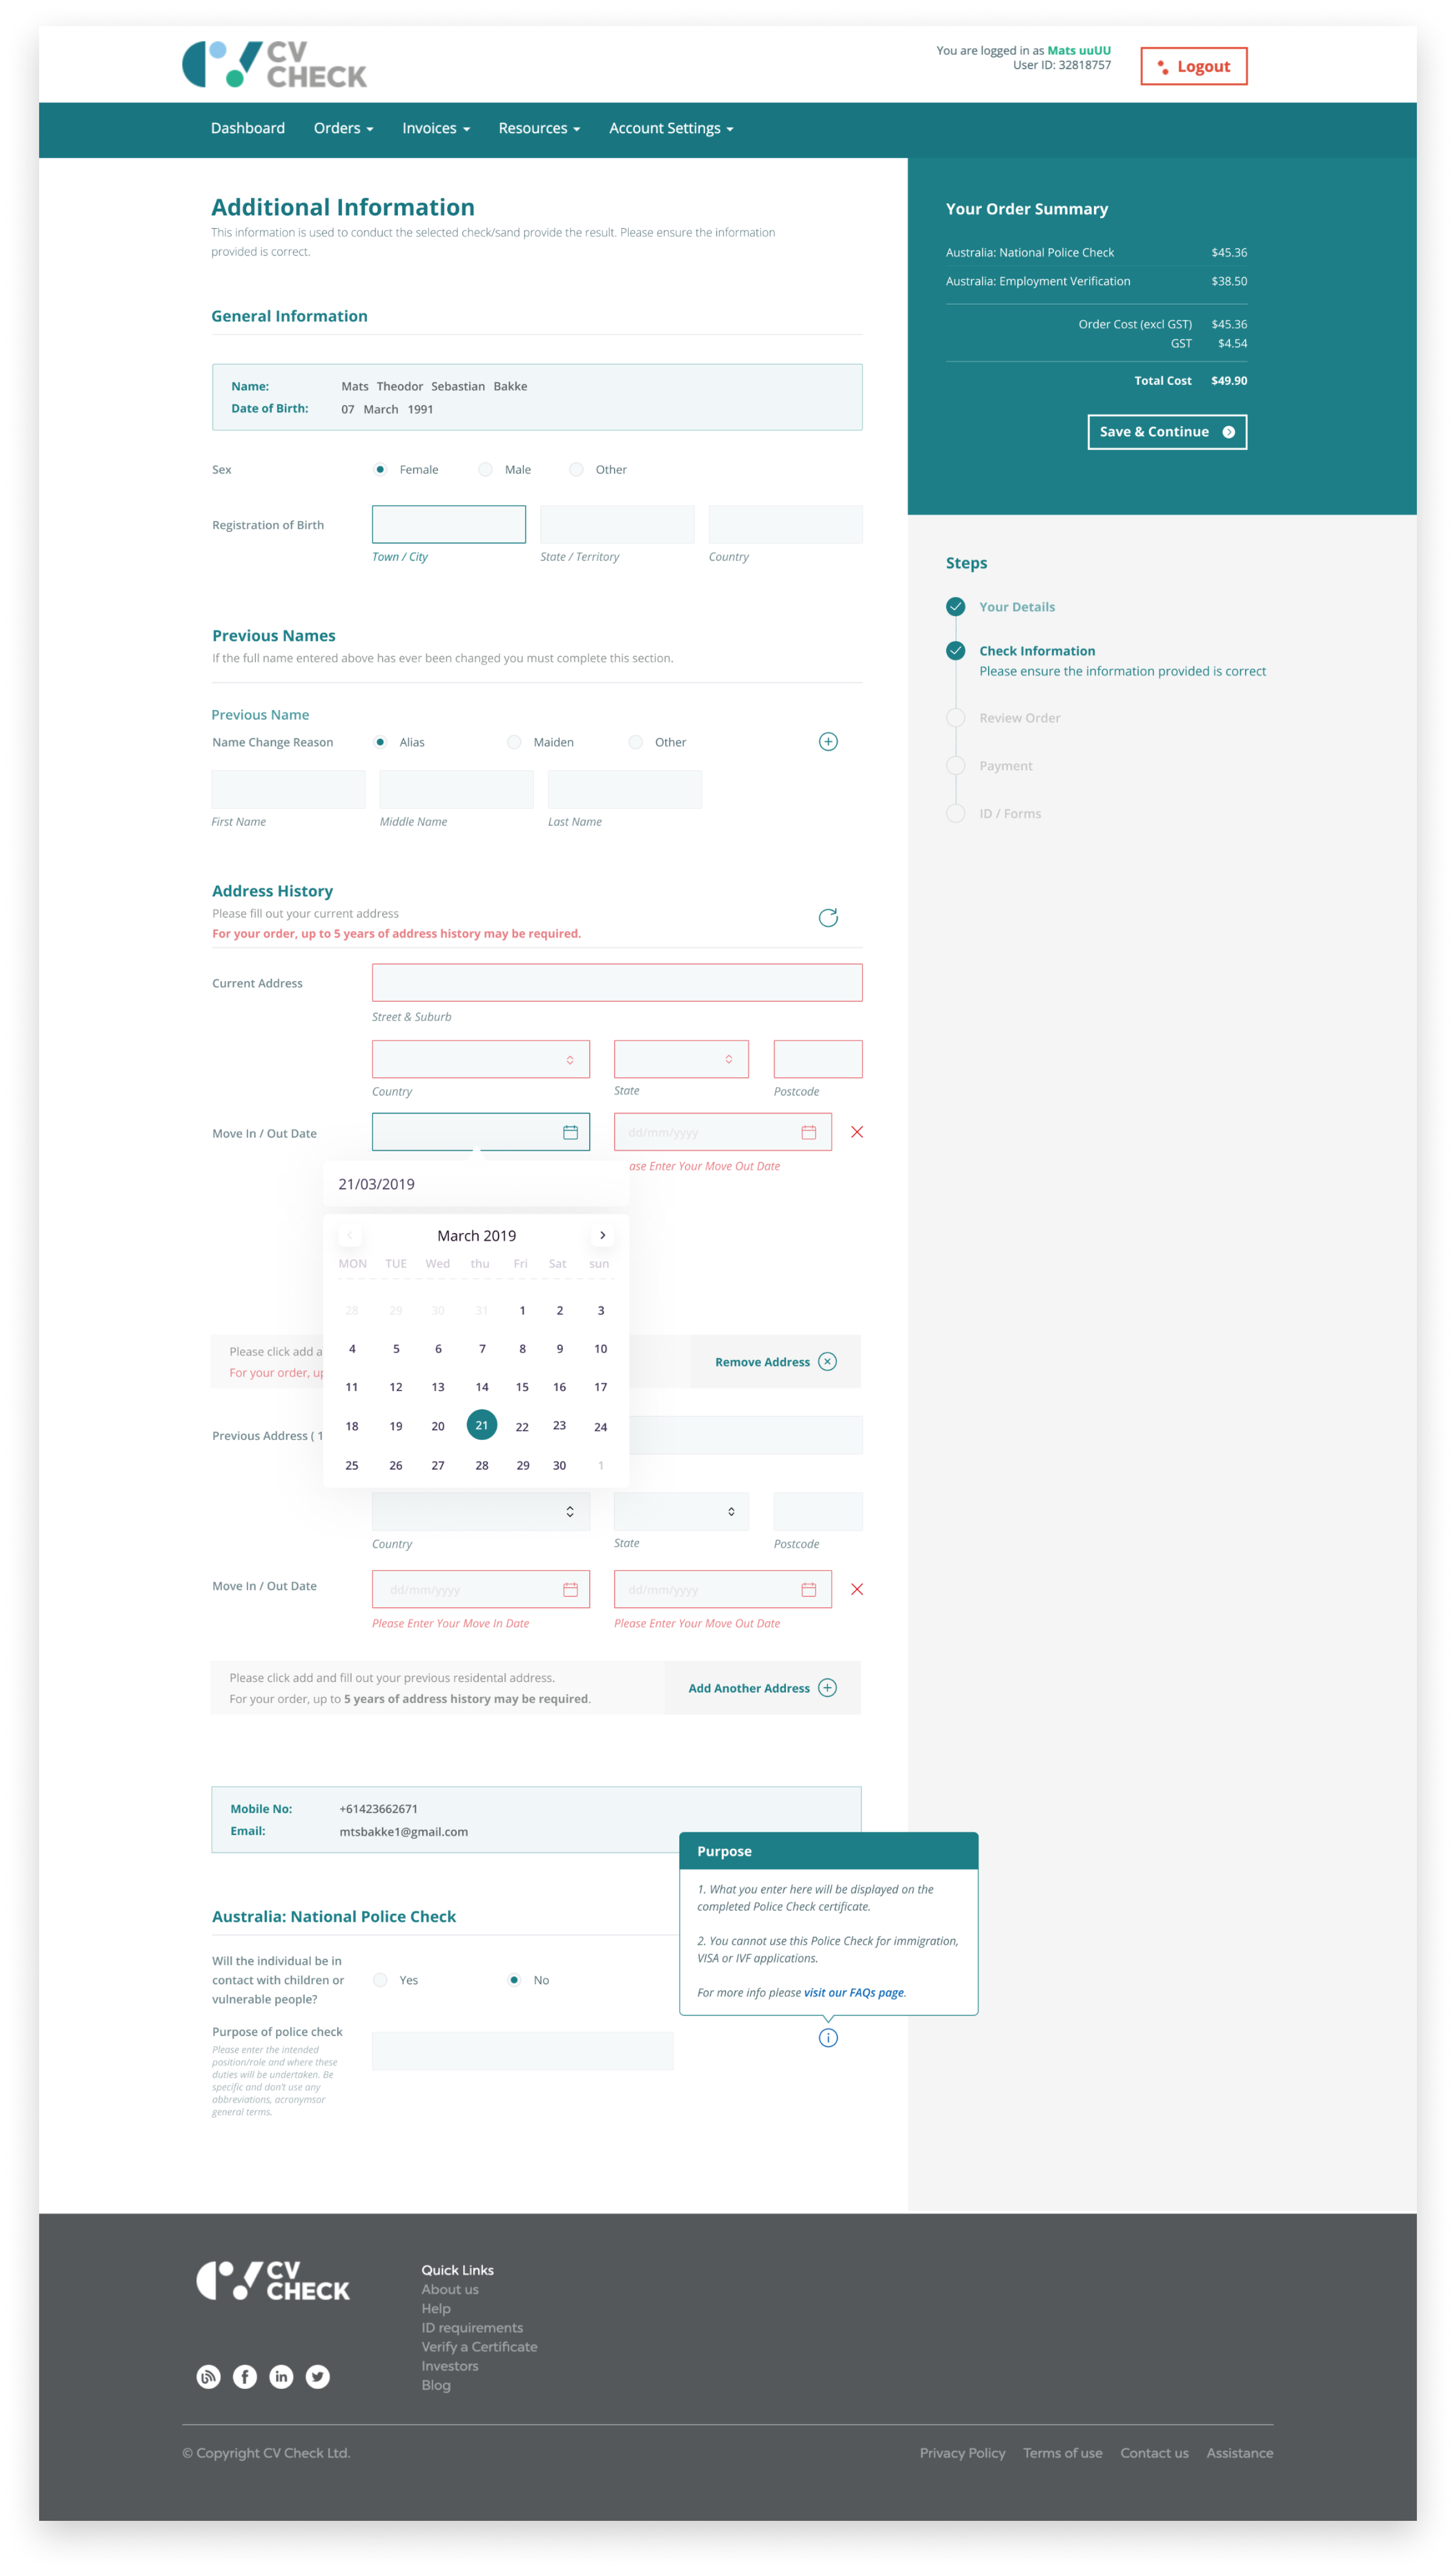 CV
CHECK
You are logged in as Mats uuUU
User ID: 32818757
Logout
Dashboard
Orders
Invoices
Resources
Account Settings
Additional Information
This information is used to conduct the selected check/sand provide the result. Please ensure the information
provided is correct.
General Information
Name: Mats Theodor Sebastian Bakke
Date of Birth: 07 March 1991
Sex
Female
Male
Other
Registration of Birth
Town / City
State / Territory
Country
Previous Names
If the full name entered above has ever been changed you must complete this section.
Previous Name
Name Change Reason
Alias
Maiden
Other
First Name
Middle Name
Last Name
Address History
Please fill out your current address
For your order, up to 5 years of address history may be required.
Current Address
Street & Suburb
Country
State
Postcode
Move In / Out Date
dd/mm/yyyy
ase Enter Your Move Out Date
21/03/2019
March 2019
MON TUE Wed thu Fri Sat sun
28 29 30 31 1 2 3
4 5 6 7 8 9 10
11 12 13 14 15 16 17
18 19 20 21 22 23 24
25 26 27 28 29 30 1
Please click add a
For your order, up
Remove Address
Previous Address ( 1
Country
State
Postcode
Move In / Out Date
dd/mm/yyyy
dd/mm/yyyy
Please Enter Your Move In Date
Please Enter Your Move Out Date
Please click add and fill out your previous residental address.
For your order, up to 5 years of address history may be required.
Add Another Address
Mobile No: +61423662671
Email: mtsbakke1@gmail.com
Australia: National Police Check
Will the individual be in
contact with children or
vulnerable people?
Yes
No
Purpose of police check
Please enter the intended
position/role and where these
duties will be undertaken. Be
specific and don't use any
abbreviations, acronymsor
general terms.
Purpose
1. What you enter here will be displayed on the
completed Police Check certificate.
2. You cannot use this Police Check for immigration,
VISA or IVF applications.
For more info please visit our FAQs page.
Your Order Summary
Australia: National Police Check $45.36
Australia: Employment Verification $38.50
Order Cost (excl GST) $45.36
GST $4.54
Total Cost $49.90
Save & Continue
Steps
Your Details
Check Information
Please ensure the information provided is correct
Review Order
Payment
ID / Forms
CV
CHECK
Quick Links
About us
Help
ID requirements
Verify a Certificate
Investors
Blog
© Copyright CV Check Ltd.
Privacy Policy
Terms of use
Contact us
Assistance